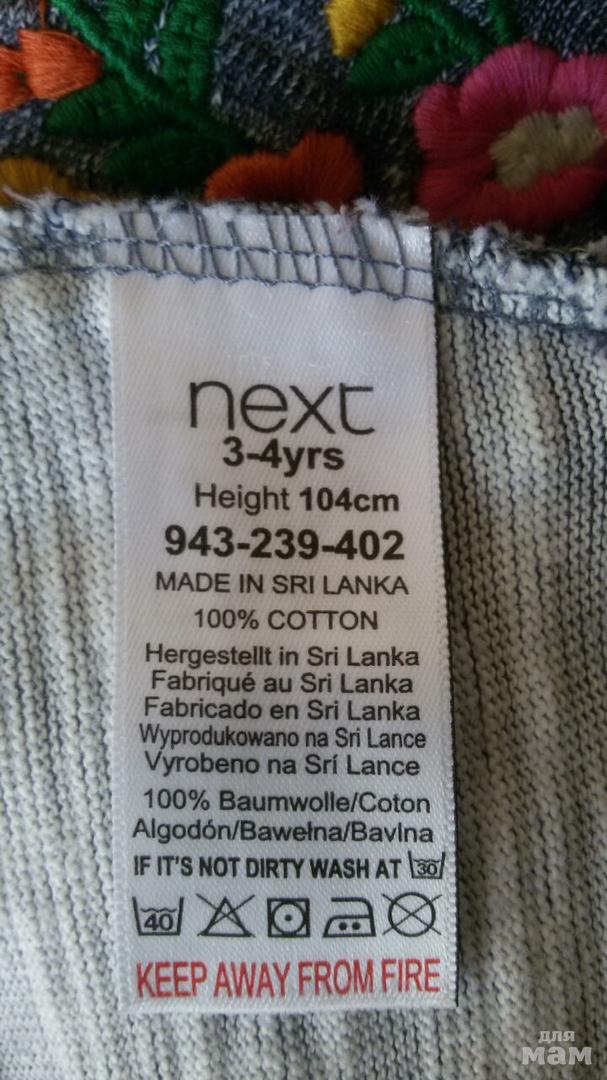 next
3-4yrs
Height 104cm
943-239-402
MADE IN SRI LANKA
100% COTTON
Hergestellt in Sri Lanka
Fabriqué au Sri Lanka
Fabricado en Sri Lanka
Wyprodukowano na Sri Lance
Vyrobeno na Srí Lance
100% Baumwolle/Coton
Algodón/Bawełna/Bavlna
IF IT'S NOT DIRTY WASH AT 30
40
KEEP AWAY FROM FIRE
для
мам